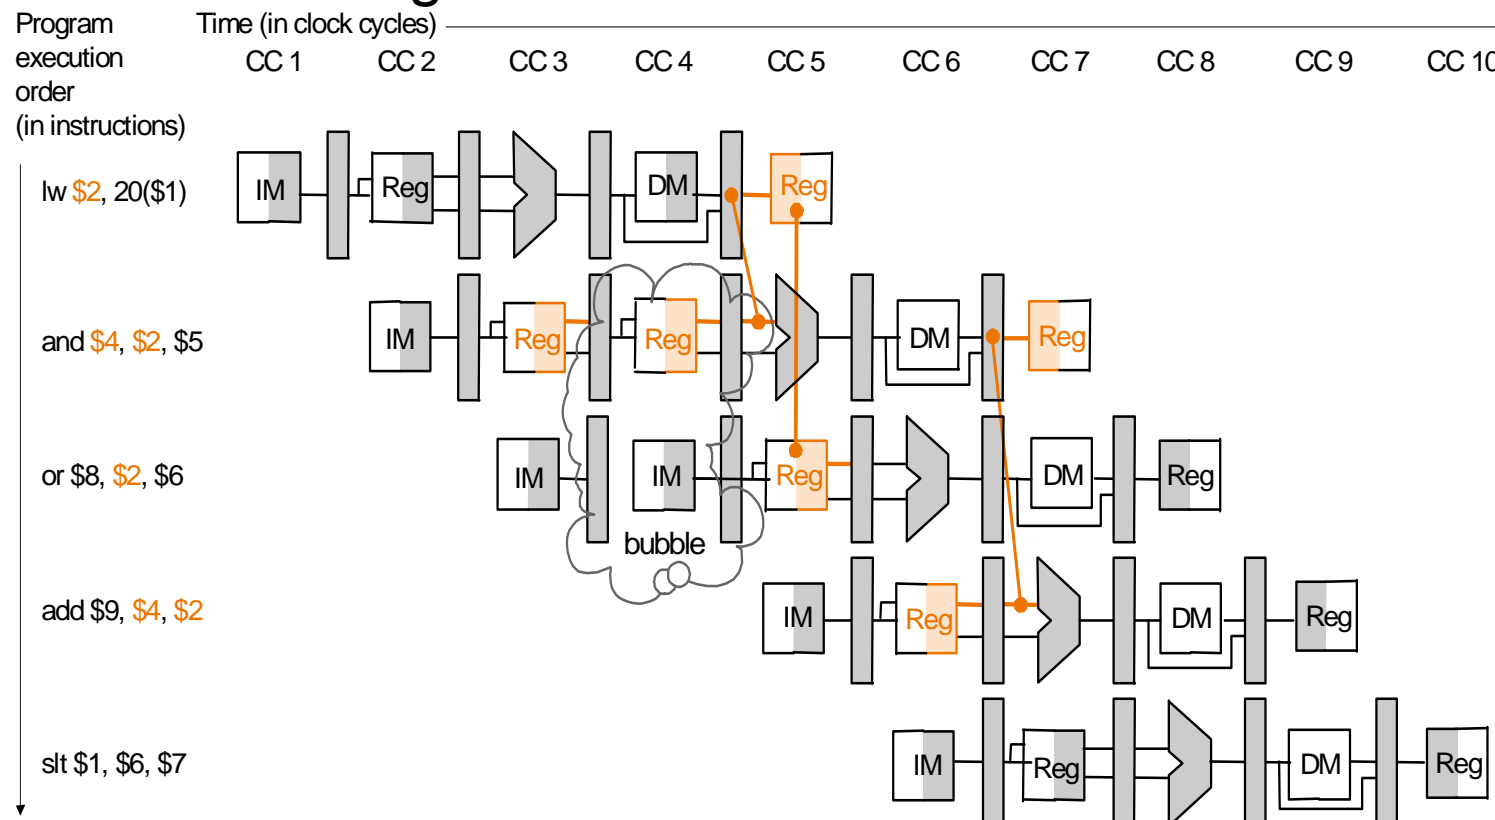 Program
execution
order
(in instructions)
Time (in clock cycles)
CC 1 CC 2 CC 3 CC 4 CC 5 CC 6 CC 7 CC 8 CC 9 CC 10
lw $2, 20($1)
IM Reg DM Reg
and $4, $2, $5
IM Reg Reg DM Reg
or $8, $2, $6
IM IM Reg DM Reg
bubble
add $9, $4, $2
IM Reg DM Reg
slt $1, $6, $7
IM Reg DM Reg